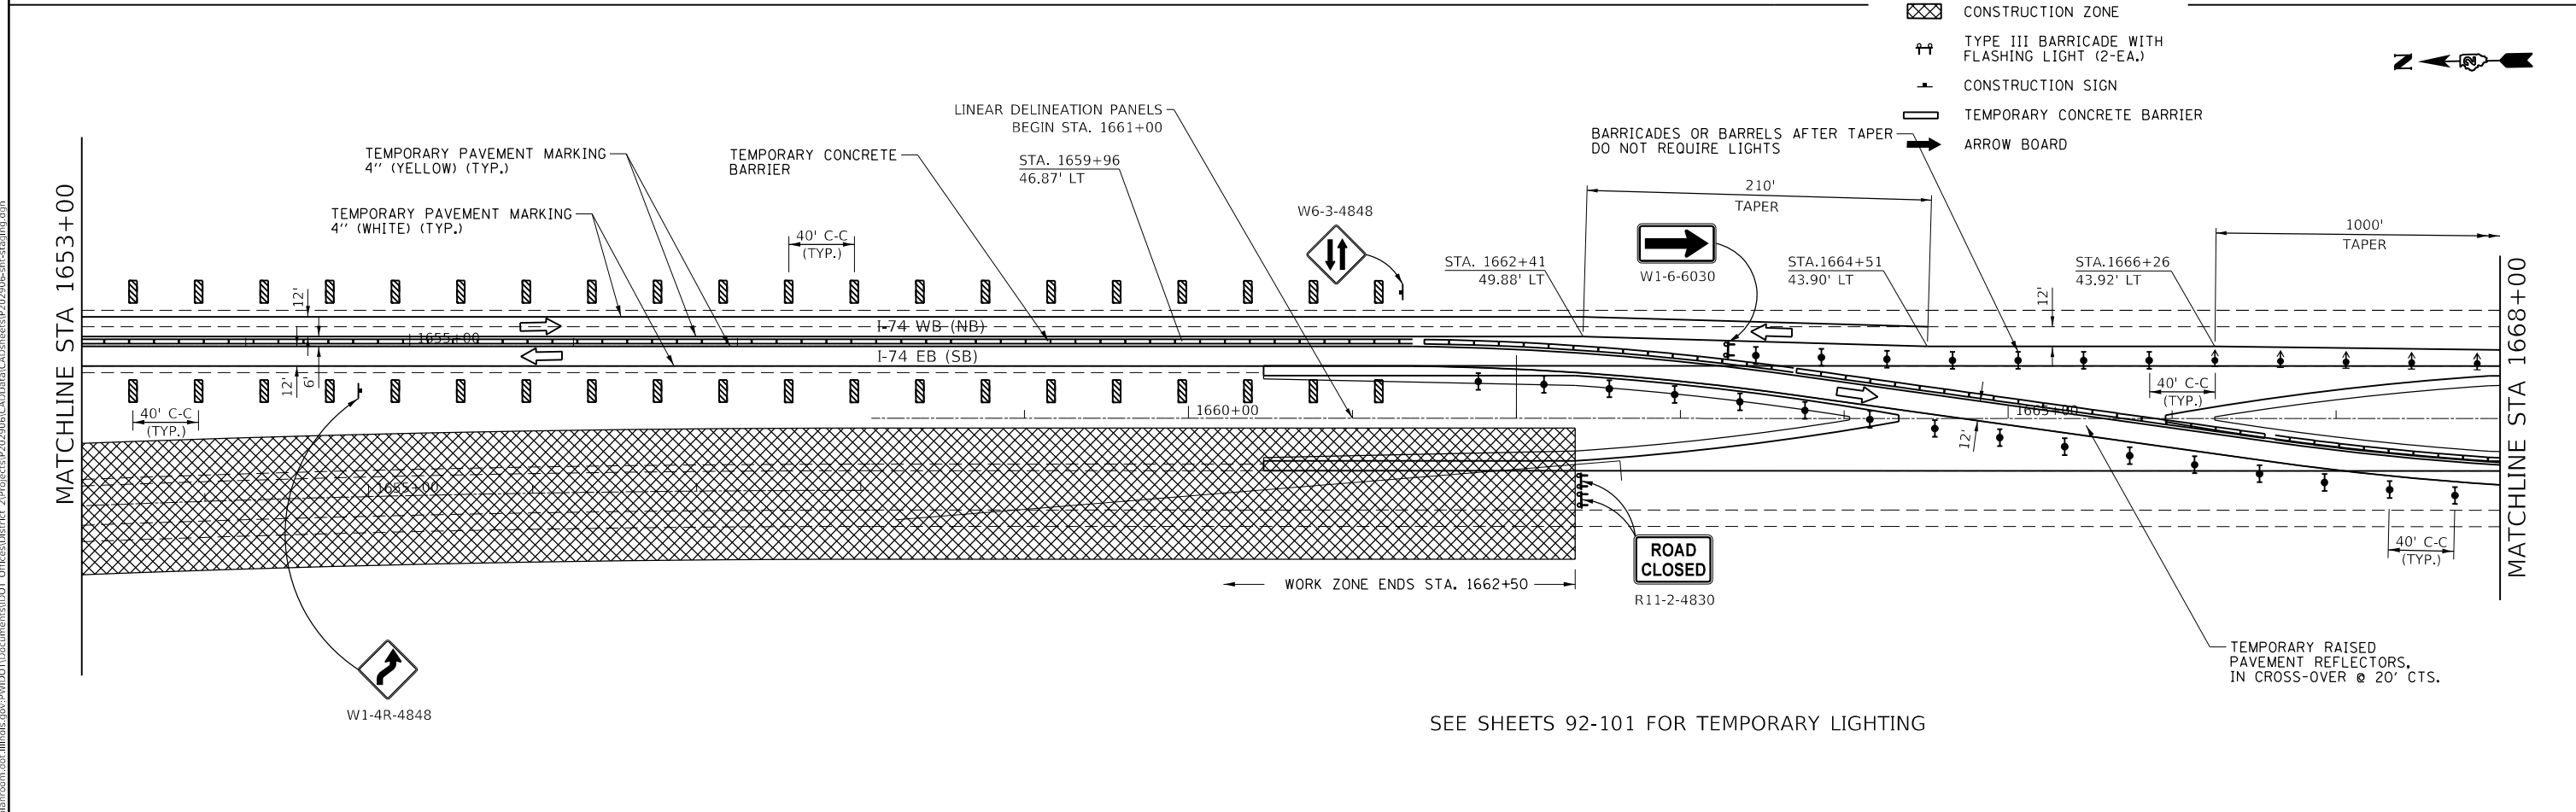 CONSTRUCTION ZONE
TYPE III BARRICADE WITH
FLASHING LIGHT (2-EA.)
CONSTRUCTION SIGN
TEMPORARY CONCRETE BARRIER
ARROW BOARD
N
2
MATCHLINE STA 1653+00
TEMPORARY PAVEMENT MARKING
4'' (YELLOW) (TYP.)
TEMPORARY PAVEMENT MARKING
4'' (WHITE) (TYP.)
TEMPORARY CONCRETE
BARRIER
LINEAR DELINEATION PANELS
BEGIN STA. 1661+00
STA. 1659+96
46.87' LT
40' C-C
(TYP.)
W6-3-4848
BARRICADES OR BARRELS AFTER TAPER
DO NOT REQUIRE LIGHTS
210'
TAPER
W1-6-6030
STA. 1662+41
49.88' LT
STA.1664+51
43.90' LT
STA.1666+26
43.92' LT
1000'
TAPER
12'
12'
I-74 WB (NB)
1655+00
I-74 EB (SB)
12'
6'
40' C-C
(TYP.)
1660+00
1665+00
12'
40' C-C
(TYP.)
1685+00
40' C-C
(TYP.)
MATCHLINE STA 1668+00
ROAD
CLOSED
R11-2-4830
WORK ZONE ENDS STA. 1662+50
W1-4R-4848
TEMPORARY RAISED
PAVEMENT REFLECTORS,
IN CROSS-OVER @ 20' CTS.
SEE SHEETS 92-101 FOR TEMPORARY LIGHTING